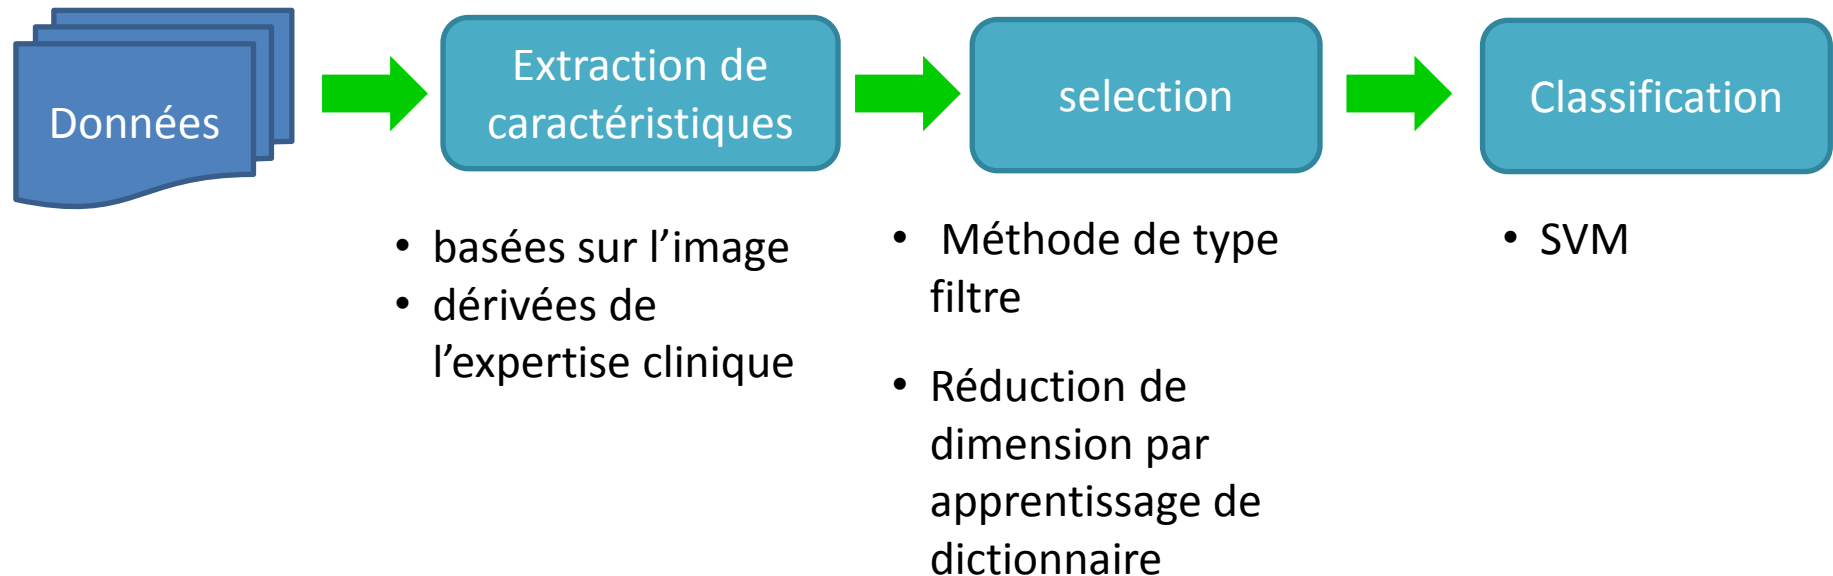 Données
Extraction de
caractéristiques
selection
Classification
• basées sur l’image
• dérivées de
l’expertise clinique
• Méthode de type
filtre
• Réduction de
dimension par
apprentissage de
dictionnaire
• SVM